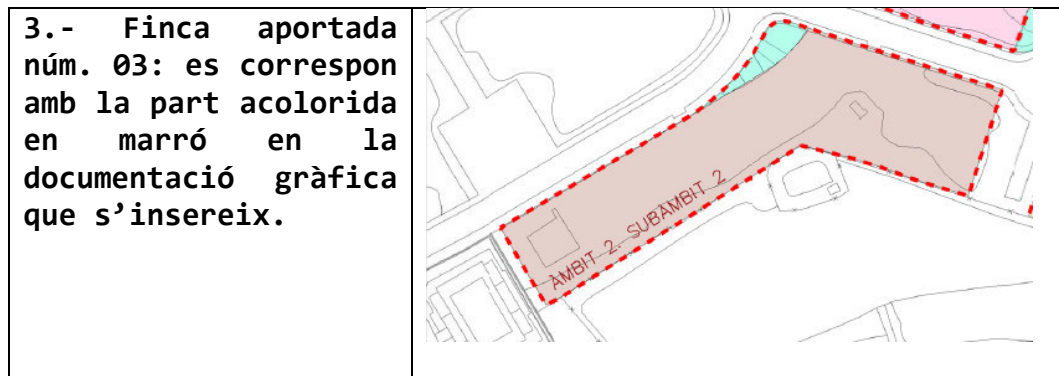 3.- Finca aportada
núm. 03: es correspon
amb la part acolorida
en marró en la
documentació gràfica
que s’insereix.
ÀMBIT 2. SUBÀMBIT 2